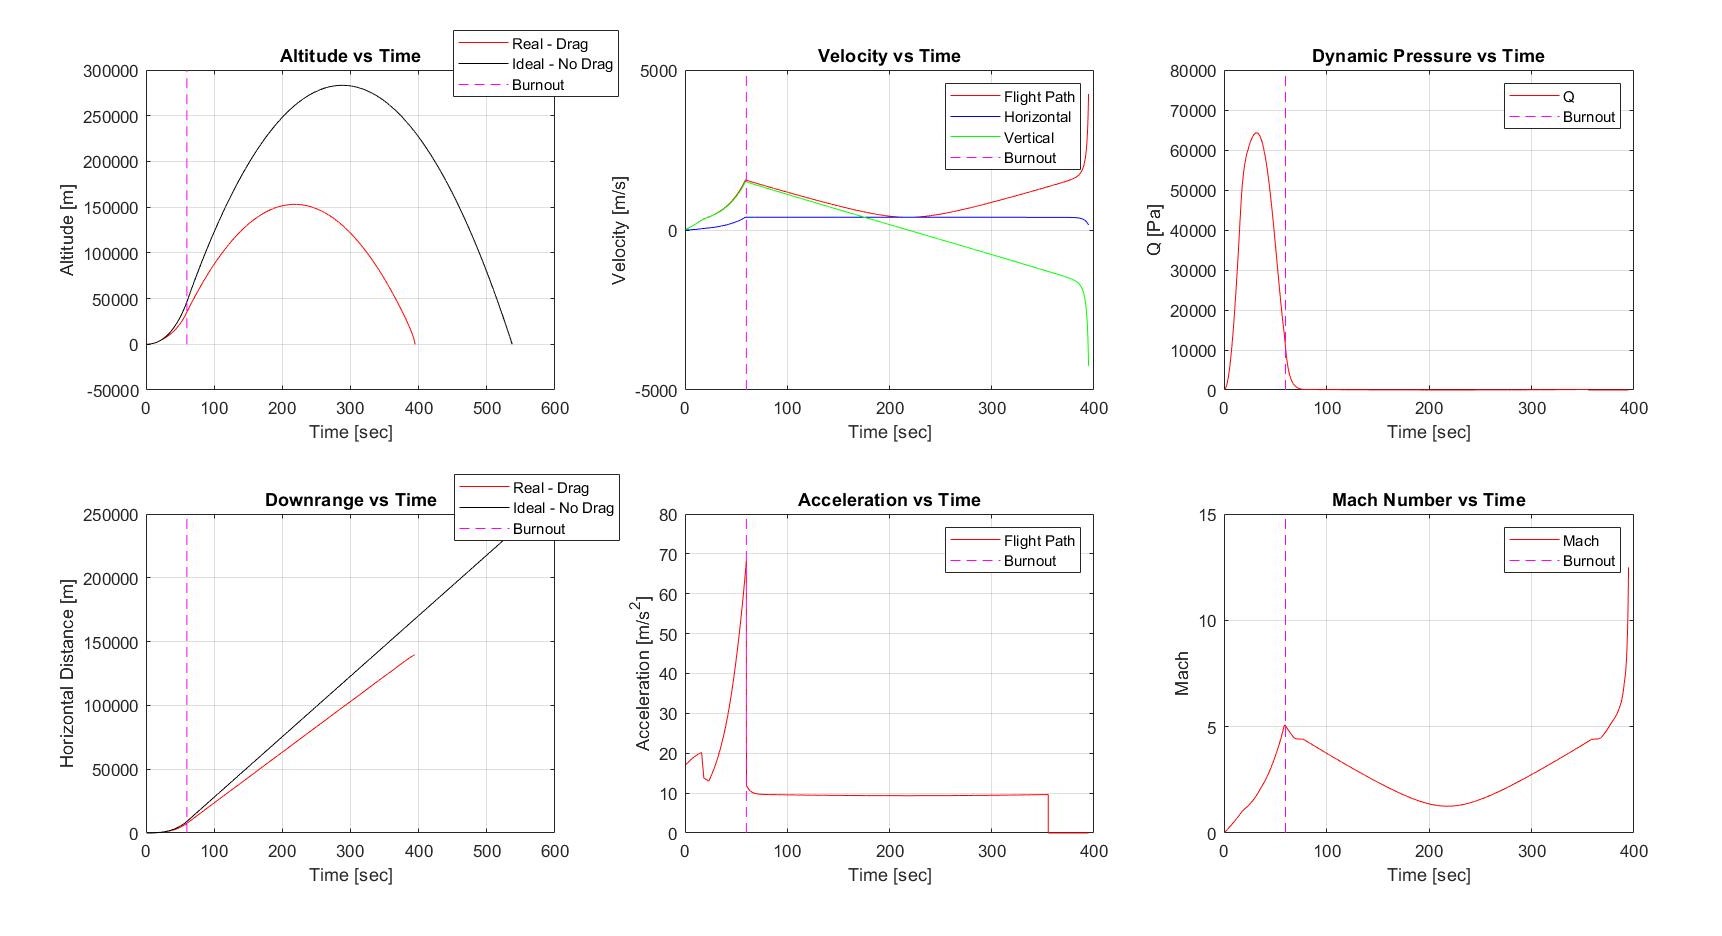 Altitude vs Time
Real - Drag
Ideal - No Drag
Burnout
300000
250000
200000
150000
100000
50000
0
-50000
Altitude [m]
0 100 200 300 400 500 600
Time [sec]
Velocity vs Time
Flight Path
Horizontal
Vertical
Burnout
5000
0
-5000
Velocity [m/s]
0 100 200 300 400
Time [sec]
Dynamic Pressure vs Time
Q
Burnout
80000
70000
60000
50000
40000
30000
20000
10000
0
Q [Pa]
0 100 200 300 400
Time [sec]
Downrange vs Time
Real - Drag
Ideal - No Drag
Burnout
250000
200000
150000
100000
50000
0
Horizontal Distance [m]
0 100 200 300 400 500 600
Time [sec]
Acceleration vs Time
Flight Path
Burnout
80
70
60
50
40
30
20
10
0
Acceleration [m/s²]
0 100 200 300 400
Time [sec]
Mach Number vs Time
Mach
Burnout
15
10
5
0
Mach
0 100 200 300 400
Time [sec]